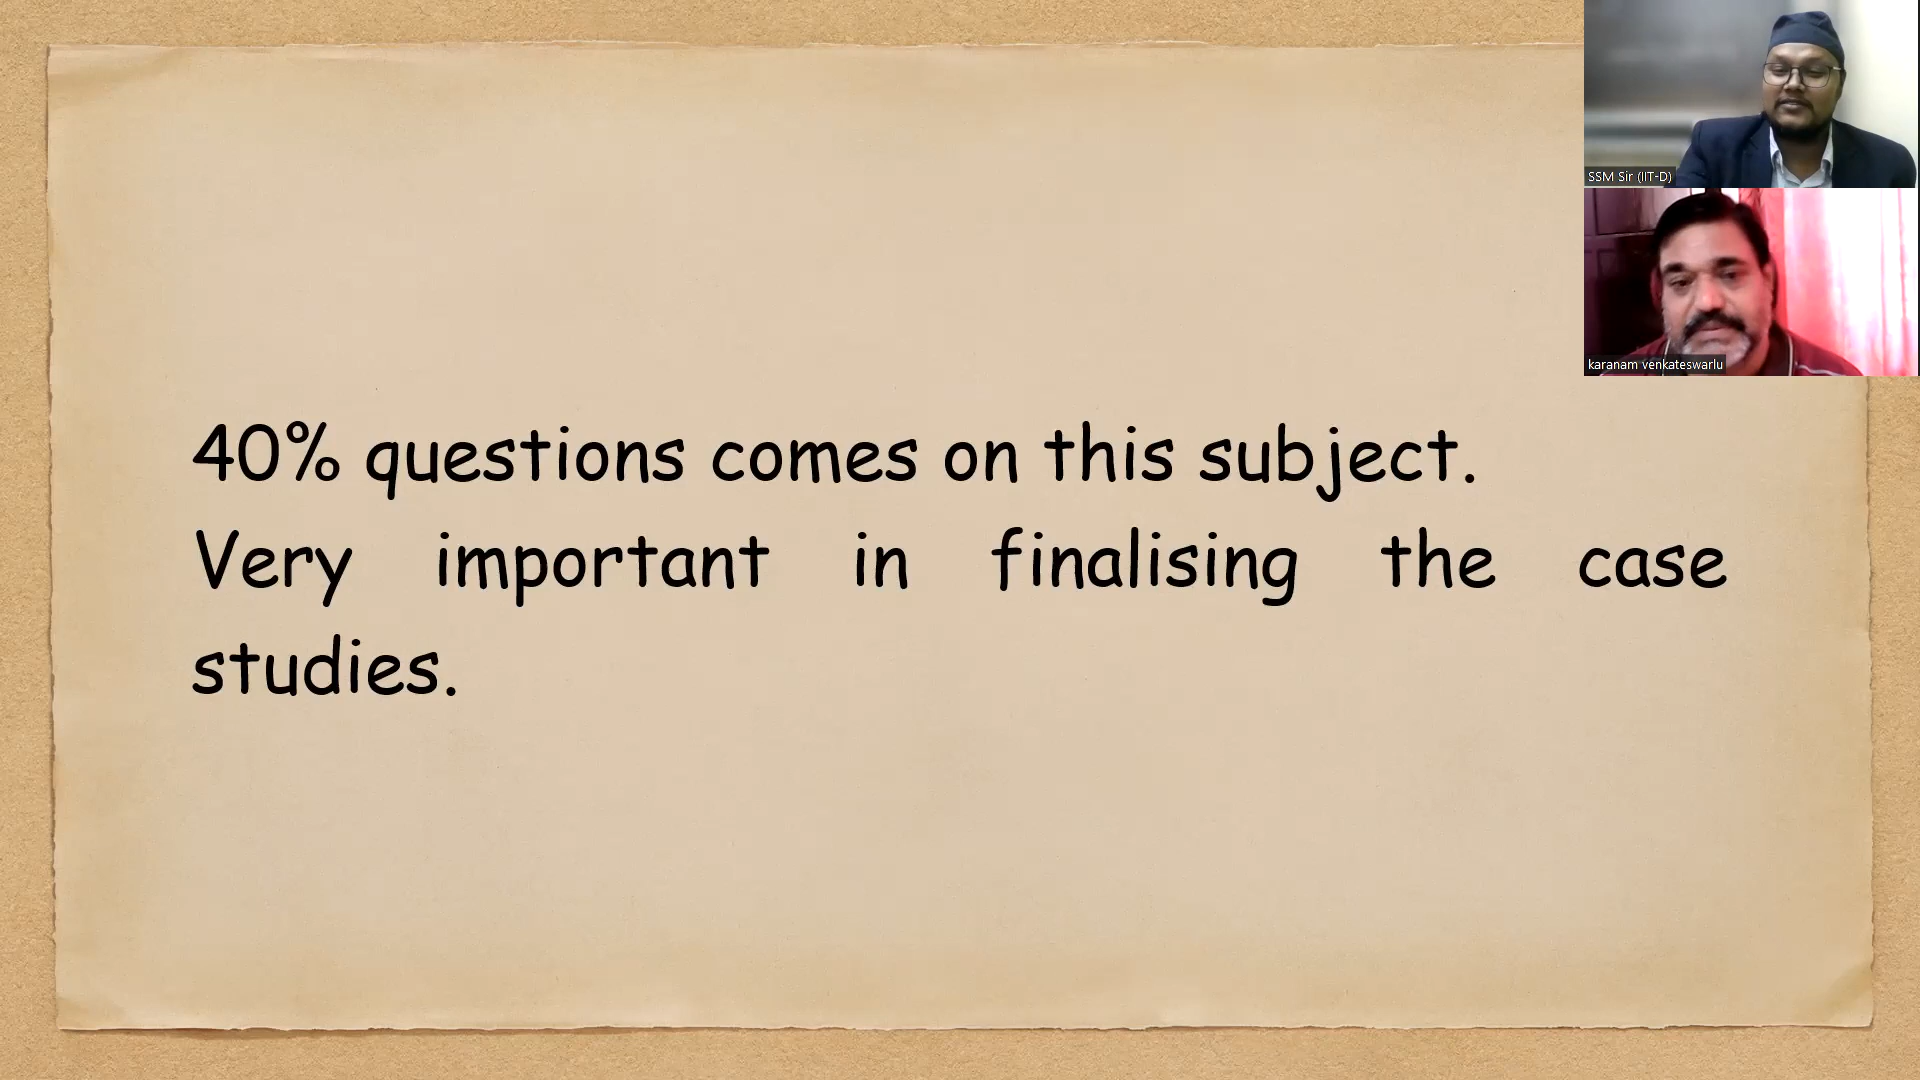 SSM Sir (IIT-D)
karanam venkateswarlu
40% questions comes on this subject.
Very important in finalising the case
studies.